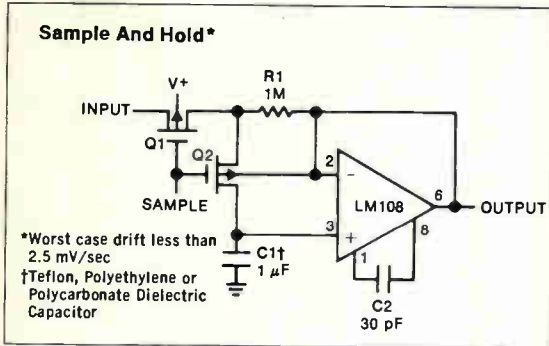 Sample And Hold*
V+
R1
1M
INPUT
Q1
Q2
SAMPLE
2
-
LM108
6
OUTPUT
8
3
+
1
C1†
1 µF
C2
30 pF
*Worst case drift less than
2.5 mV/sec
†Teflon, Polyethylene or
Polycarbonate Dielectric
Capacitor